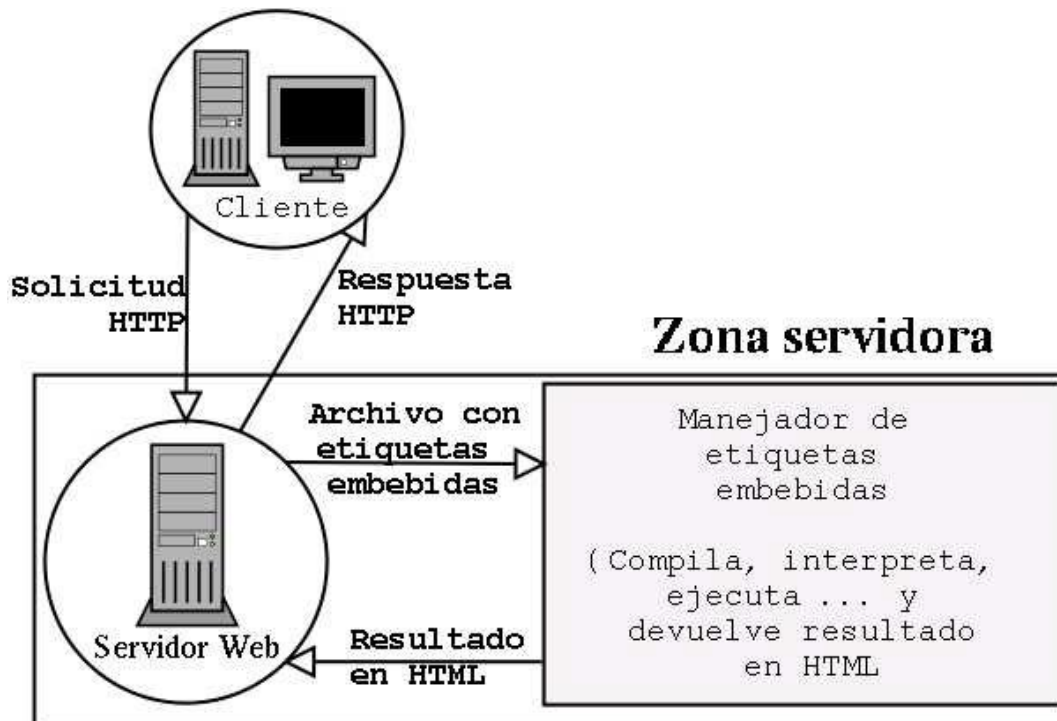 Cliente
Solicitud
HTTP
Respuesta
HTTP
Zona servidora
Archivo con
etiquetas
embebidas
Manejador de
etiquetas
embebidas
(Compila, interpreta,
ejecuta ... y
devuelve resultado
en HTML
Servidor Web
Resultado
en HTML